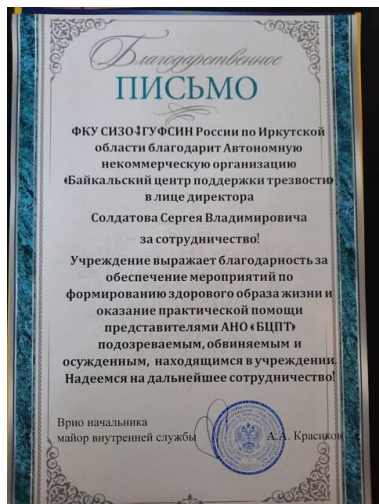 Благодарственное
ПИСЬМО
ФКУ СИЗО-1 ГУФСИН России по Иркутской
области благодарит Автономную
некоммерческую организацию
«Байкальский центр поддержки трезвости»
в лице директора
Солдатова Сергея Владимировича
за сотрудничество!
Учреждение выражает благодарность за
обеспечение мероприятий по
формированию здорового образа жизни и
оказание практической помощи
представителями АНО « БЦПТ»
подозреваемым, обвиняемым и
осужденным, находящимся в учреждении.
Надеемся на дальнейшее сотрудничество!
Врио начальника
майор внутренней службы А.А. Красиков